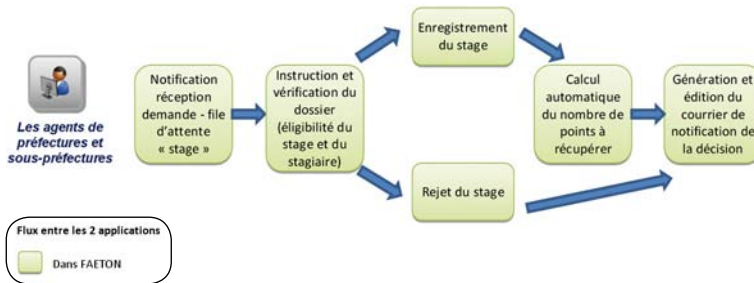 Les agents de
préfectures et
sous-préfectures
Notification
réception
demande - file
d'attente
« stage »
Instruction et
vérification du
dossier
(éligibilité du
stage et du
stagiaire)
Enregistrement
du stage
Rejet du stage
Calcul
automatique
du nombre de
points à
récupérer
Génération et
édition du
courrier de
notification de
la décision
Flux entre les 2 applications
Dans FAETON